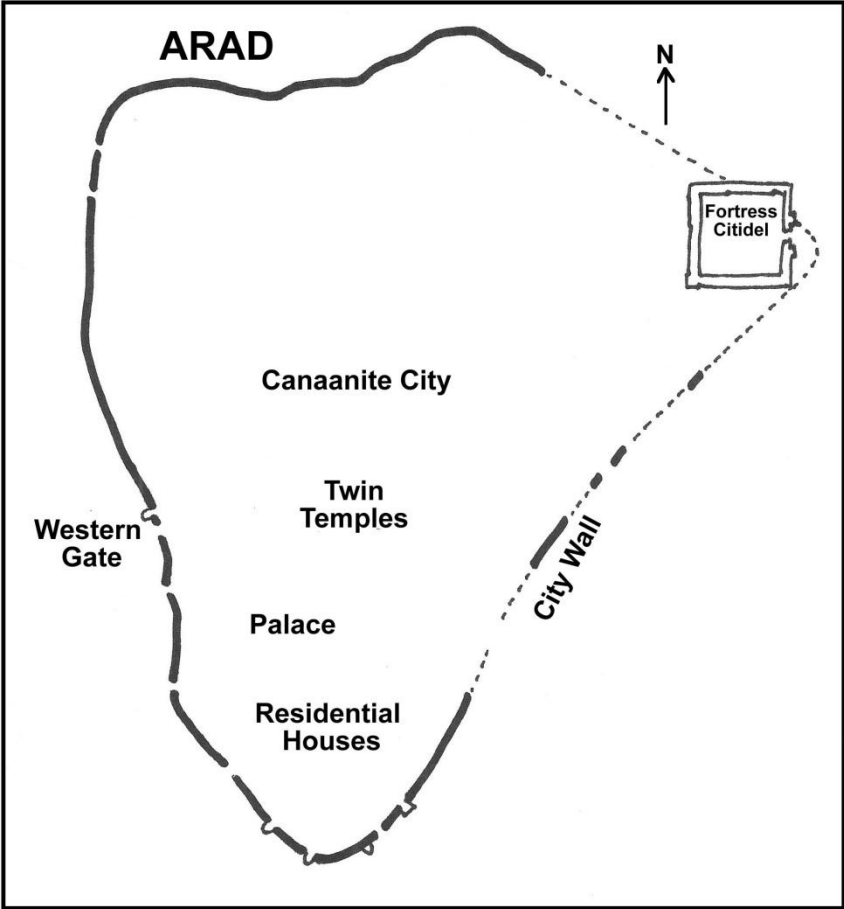 ARAD
N
Fortress
Citidel
Canaanite City
Twin
Temples
Western
Gate
City Wall
Palace
Residential
Houses